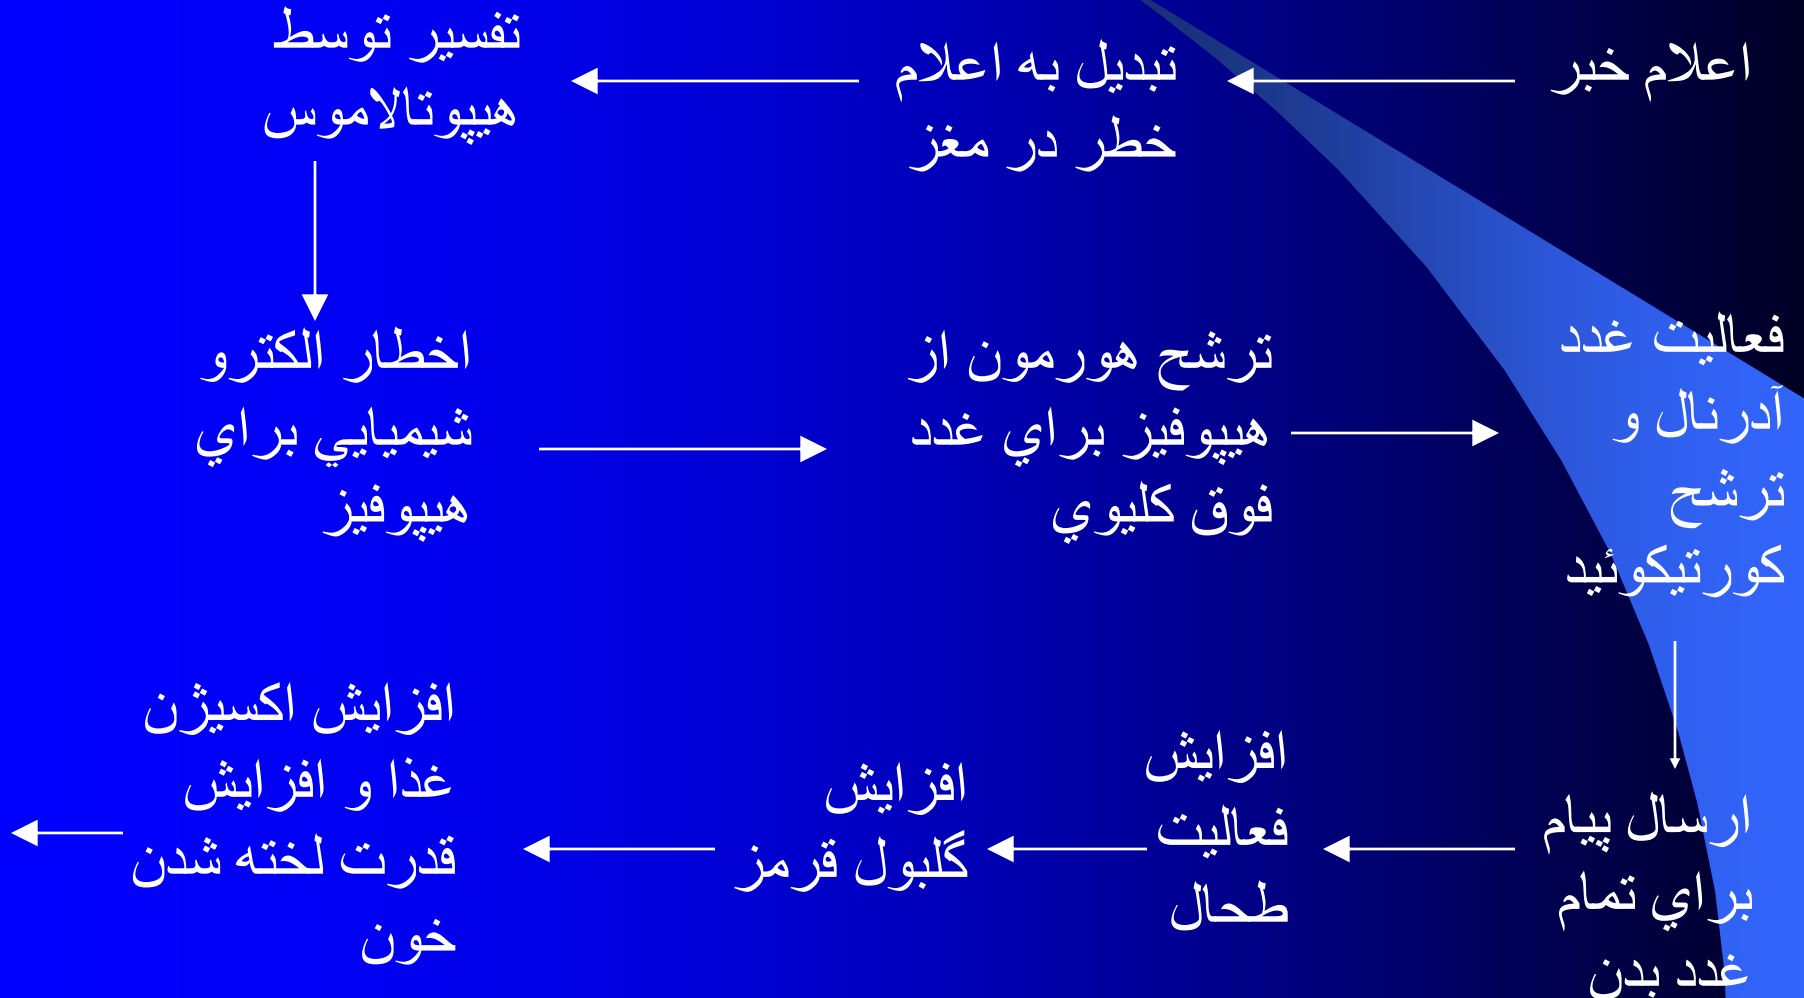 اعلام خبر
تبديل به اعلام
خطر در مغز
تفسير توسط
هيپوتالاموس
اخطار الكترو
شيميايي براي
هيپوفيز
ترشح هورمون از
هيپوفيز براي غدد
فوق كليوي
فعاليت غدد
آدرنال و
ترشح
كورتيكوئيد
ارسال پيام
براي تمام
غدد بدن
افزايش
فعاليت
طحال
افزايش
گلبول قرمز
افزايش اكسيژن
غذا و افزايش
قدرت لخته شدن
خون